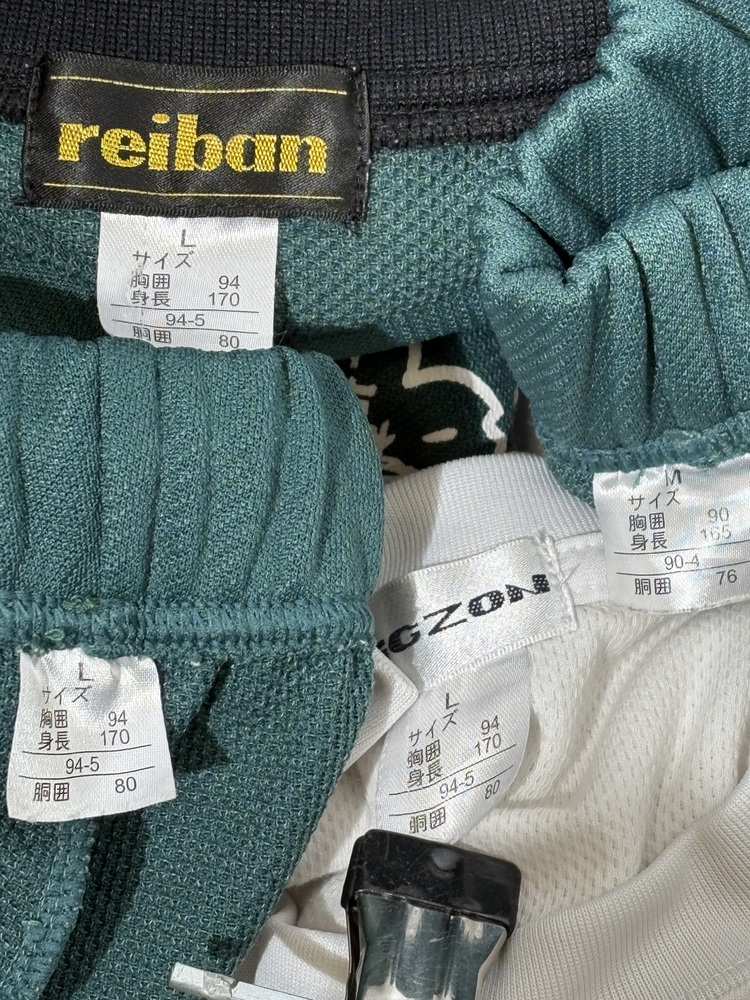 reiban
L
サイズ
胸囲 94
身長 170
94-5
胴囲 80
M
サイズ
胸囲 90
身長 165
90-4
胴囲 76
GZON
L
サイズ
胸囲 94
身長 170
94-5
胴囲 80
L
サイズ
胸囲 94
身長 170
94-5
胴囲 80